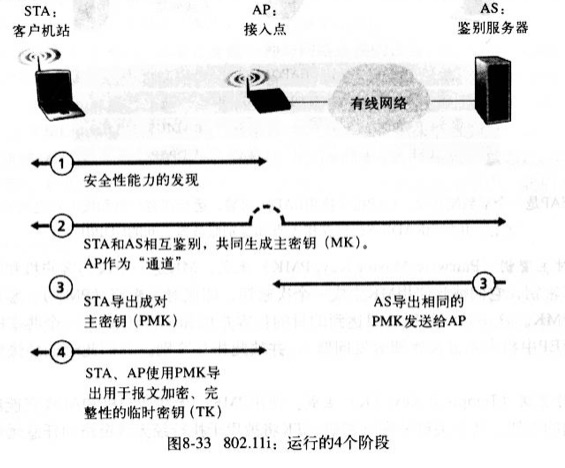 STA:
客户机站
AP:
接入点
AS:
鉴别服务器
有线网络
1
安全性能力的发现
2
STA和AS相互鉴别，共同生成主密钥（MK）。
AP作为“通道”
3
STA导出成对
主密钥（PMK）
3
AS导出相同的
PMK发送给AP
4
STA、AP使用PMK导
出用于报文加密、完
整性的临时密钥（TK）
图8-33 802.11i：运行的4个阶段